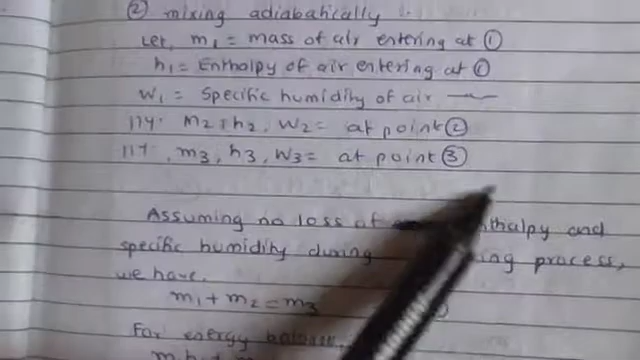 ② mixing adiabatically
Let, m₁ = mass of air entering at ①
h₁ = Enthalpy of air entering at ①
W₁ = Specific humidity of air
lly. m₂, h₂, W₂ = at point ②
lly, m₃, h₃, W₃ = at point ③
Assuming no loss of and
specific humidity during process,
we have.
m₁ + m₂ = m₃
For energy balance,